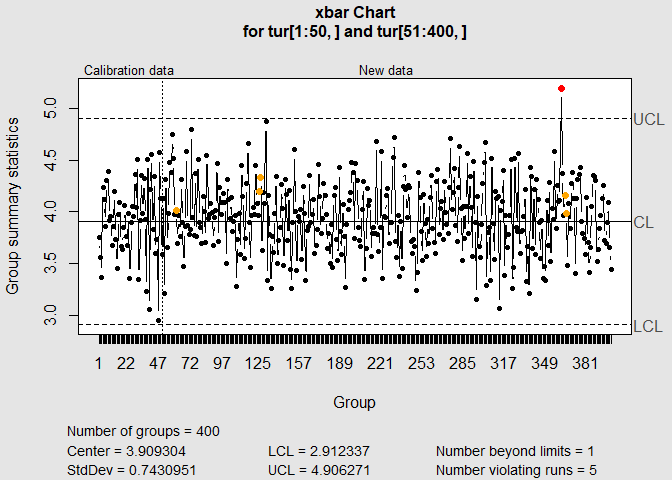 xbar Chart
for tur[1:50, ] and tur[51:400, ]
Calibration data
New data
Group summary statistics
5.0
4.5
4.0
3.5
3.0
UCL
CL
LCL
1 22 47 72 97 125 157 189 221 253 285 317 349 381
Group
Number of groups = 400
Center = 3.909304 LCL = 2.912337 Number beyond limits = 1
StdDev = 0.7430951 UCL = 4.906271 Number violating runs = 5